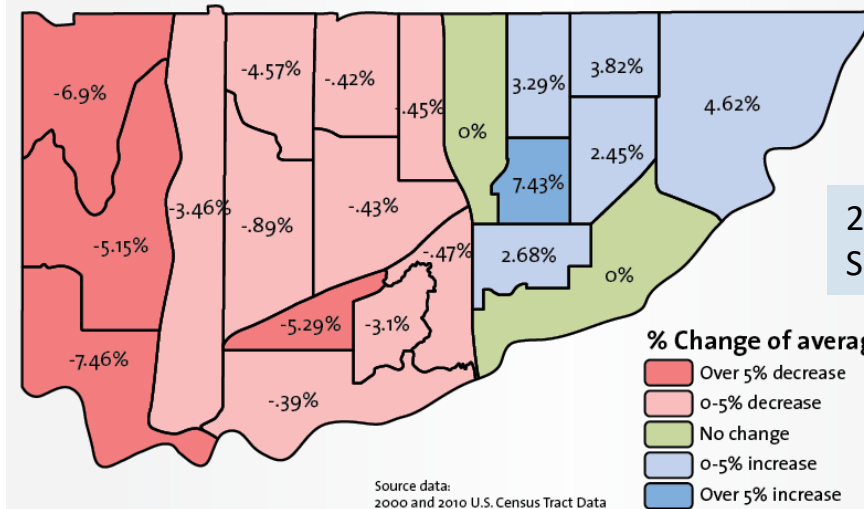 -6.9%
-4.57%
-.42%
-.45%
0%
3.29%
3.82%
4.62%
7.43%
2.45%
-3.46%
-.89%
-.43%
-5.15%
-.47%
2.68%
0%
-5.29%
-3.1%
-7.46%
-.39%
2
S
% Change of averag
Over 5% decrease
0-5% decrease
No change
0-5% increase
Over 5% increase
Source data:
2000 and 2010 U.S. Census Tract Data